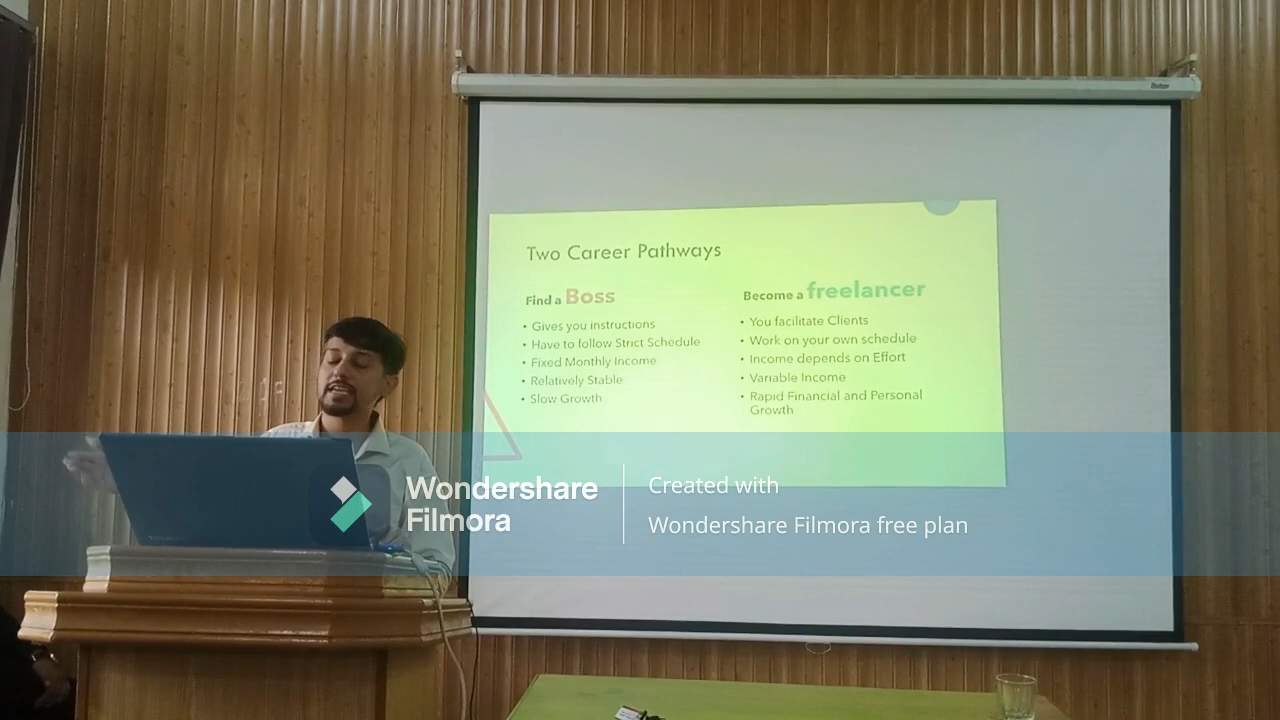 Two Career Pathways
Find a Boss
• Gives you instructions
• Have to follow Strict Schedule
• Fixed Monthly Income
• Relatively Stable
• Slow Growth
Become a freelancer
• You facilitate Clients
• Work on your own schedule
• Income depends on Effort
• Variable Income
• Rapid Financial and Personal
Growth
Wondershare
Filmora
Created with
Wondershare Filmora free plan